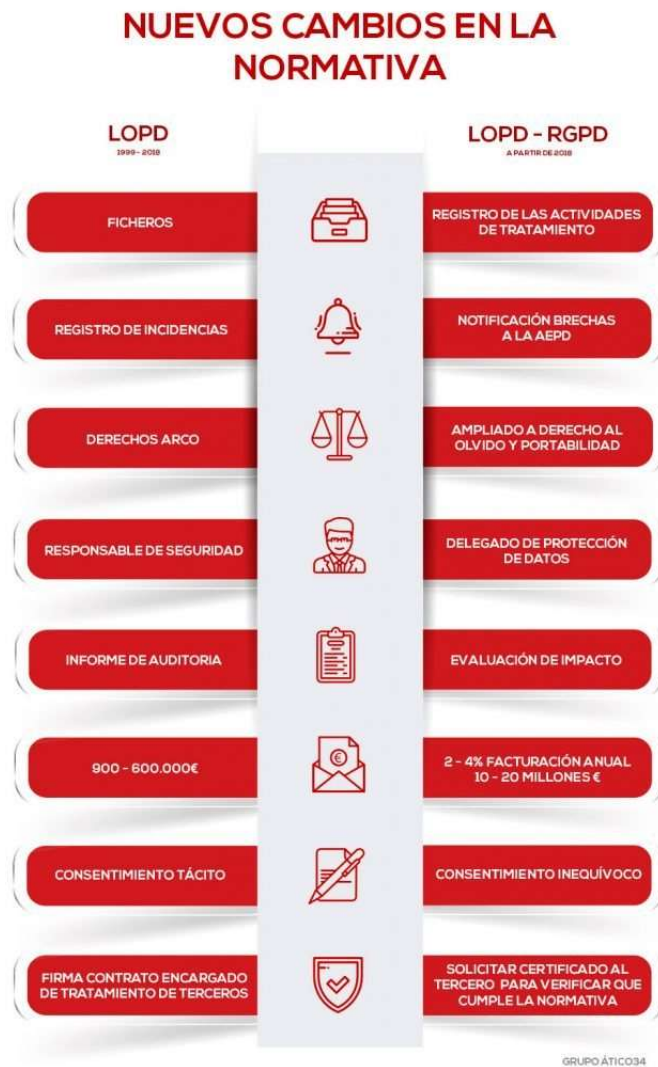 NUEVOS CAMBIOS EN LA
NORMATIVA
LOPD
1999 - 2018
LOPD - RGPD
A PARTIR DE 2018
FICHEROS
REGISTRO DE LAS ACTIVIDADES
DE TRATAMIENTO
REGISTRO DE INCIDENCIAS
NOTIFICACIÓN BRECHAS
A LA AEPD
DERECHOS ARCO
AMPLIADO A DERECHO AL
OLVIDO Y PORTABILIDAD
RESPONSABLE DE SEGURIDAD
DELEGADO DE PROTECCIÓN
DE DATOS
INFORME DE AUDITORIA
EVALUACIÓN DE IMPACTO
900 - 600.000€
2 - 4% FACTURACIÓN ANUAL
10 - 20 MILLONES €
CONSENTIMIENTO TÁCITO
CONSENTIMIENTO INEQUÍVOCO
FIRMA CONTRATO ENCARGADO
DE TRATAMIENTO DE TERCEROS
SOLICITAR CERTIFICADO AL
TERCERO PARA VERIFICAR QUE
CUMPLE LA NORMATIVA
GRUPO ÁTICO34